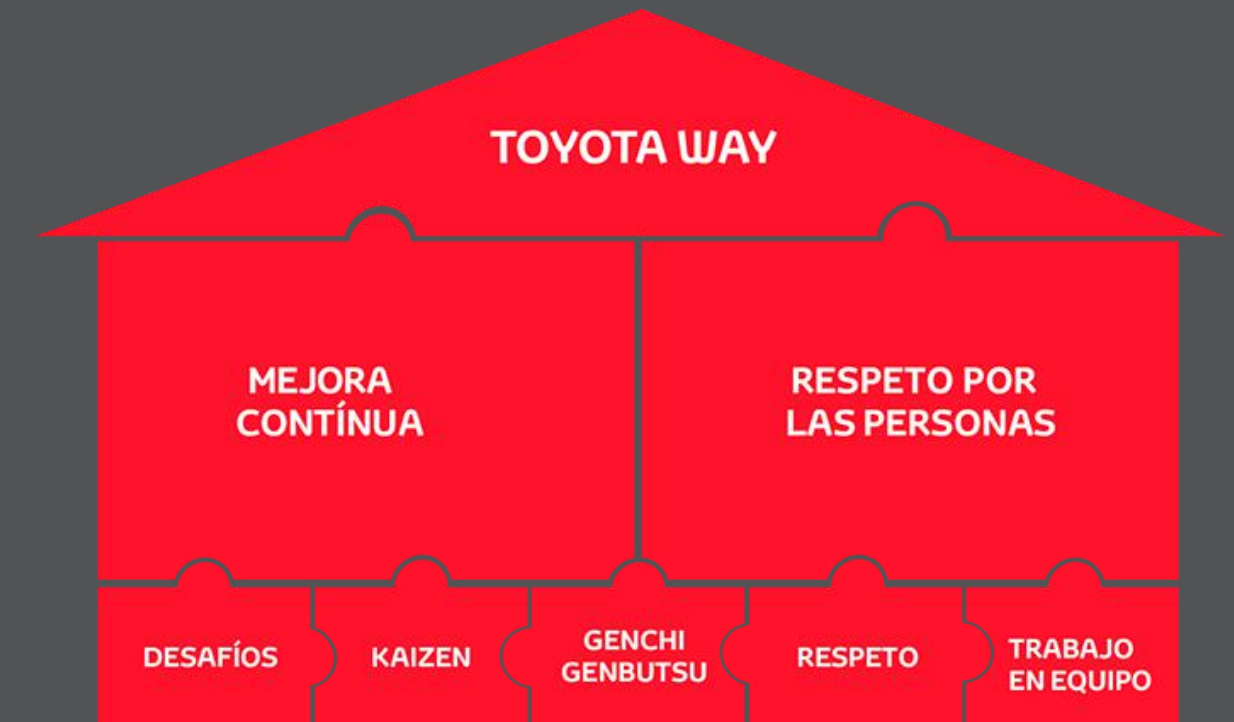 TOYOTA WAY
MEJORA
CONTÍNUA
RESPETO POR
LAS PERSONAS
DESAFÍOS
KAIZEN
GENCHI
GENBUTSU
RESPETO
TRABAJO
EN EQUIPO